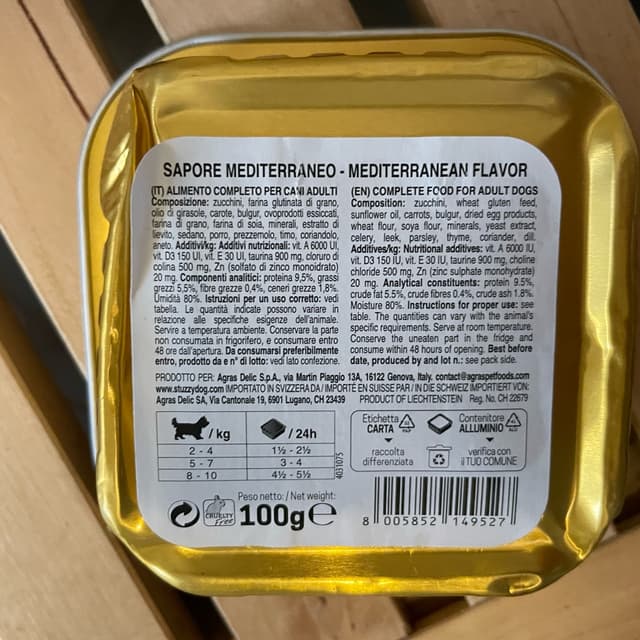 SAPORE MEDITERRANEO - MEDITERRANEAN FLAVOR
(IT) ALIMENTO COMPLETO PER CANI ADULTI
Composizione: zucchini, farina glutinata di grano,
olio di girasole, carote, bulgur, ovoprodotti essiccati,
farina di grano, farina di soia, minerali, estratto di
lievito, sedano, porro, prezzemolo, timo, coriandolo,
aneto. Additivi/kg: Additivi nutrizionali: vit. A 6000 UI,
vit. D3 150 UI, vit. E 30 UI, taurina 900 mg, cloruro di
colina 500 mg, Zn (solfato di zinco monoidrato)
20 mg. Componenti analitici: proteina 9,5%, grassi
grezzi 5,5%, fibre grezze 0,4%, ceneri grezze 1,8%.
Umidità 80%. Istruzioni per un uso corretto: vedi
tabella. Le quantità indicate possono variare in
relazione alle specifiche esigenze dell'animale.
Servire a temperatura ambiente. Conservare la parte
non consumata in frigorifero, e consumare entro
48 ore dall'apertura. Da consumarsi preferibilmente
entro, prodotto da e n° di lotto: vedi lato confezione.
(EN) COMPLETE FOOD FOR ADULT DOGS
Composition: zucchini, wheat gluten feed,
sunflower oil, carrots, bulgur, dried egg products,
wheat flour, soya flour, minerals, yeast extract,
celery, leek, parsley, thyme, coriander, dill.
Additives/kg: Nutritional additives: vit. A 6000 IU,
vit. D3 150 IU, vit. E 30 IU, taurine 900 mg, choline
chloride 500 mg, Zn (zinc sulphate monohydrate)
20 mg. Analytical constituents: protein 9.5%,
crude fat 5.5%, crude fibres 0.4%, crude ash 1.8%.
Moisture 80%. Instructions for proper use: see
table. The quantities can vary with the animal's
specific requirements. Serve at room temperature.
Conserve the uneaten part in the fridge and
consume within 48 hours of opening. Best before
date, produced by and lot n.: see pack side.
PRODOTTO PER: Agras Delic S.p.A., via Martin Piaggio 13A, 16122 Genova, Italy. contact@agraspetfoods.com
www.stuzzydog.com IMPORTATO IN SVIZZERA DA / IMPORTÉ EN SUISSE PAR / IN DIE SCHWEIZ IMPORTIERT VON:
Agras Delic SA, Via Cantonale 19, 6901 Lugano, CH 23439 PRODUCT OF LIECHTENSTEIN Reg. No. CH 22679
/ kg / 24h
2 - 4 1½ - 2½
5 - 7 3 - 4
8 - 10 4½ - 5½
4031075
Etichetta
CARTA
raccolta
differenziata
Contenitore
ALLUMINIO
verifica con
il TUO COMUNE
Peso netto: / Net weight:
CRUELTY
Free
100g e
8 005852 149527